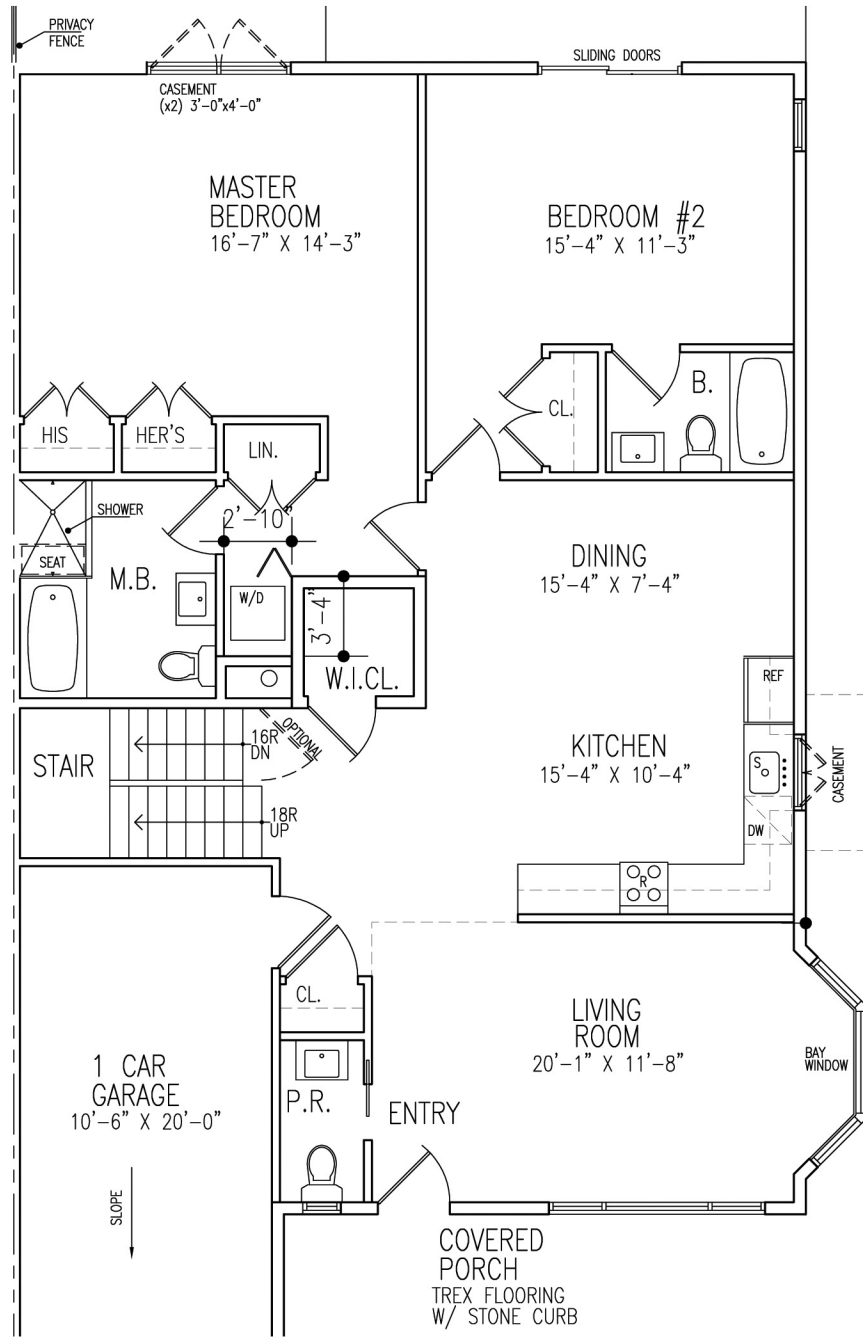 PRIVACY
FENCE
SLIDING DOORS
CASEMENT
(x2) 3'-0"x4'-0"
MASTER
BEDROOM
16'-7" X 14'-3"
BEDROOM #2
15'-4" X 11'-3"
HIS
HER'S
LIN.
CL.
B.
SHOWER
SEAT
M.B.
2'-10"
W/D
3'-4"
W.I.CL.
DINING
15'-4" X 7'-4"
REF
STAIR
16R
DN
OPTIONAL
18R
UP
KITCHEN
15'-4" X 10'-4"
S
DW
CASEMENT
R
CL.
LIVING
ROOM
20'-1" X 11'-8"
BAY
WINDOW
1 CAR
GARAGE
10'-6" X 20'-0"
P.R.
ENTRY
SLOPE
COVERED
PORCH
TREX FLOORING
W/ STONE CURB